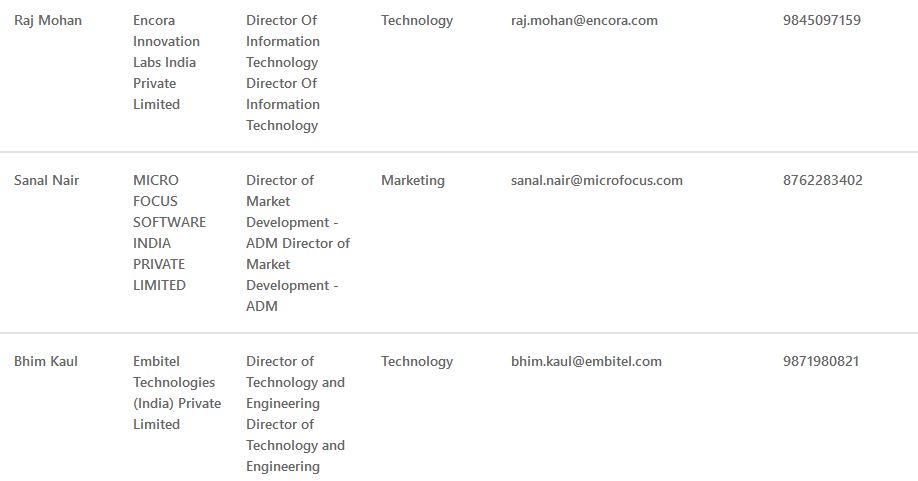 Raj Mohan
Encora
Innovation
Labs India
Private
Limited
Director Of
Information
Technology
Director Of
Information
Technology
Technology
raj.mohan@encora.com
9845097159
Sanal Nair
MICRO
FOCUS
SOFTWARE
INDIA
PRIVATE
LIMITED
Director of
Market
Development -
ADM Director of
Market
Development -
ADM
Marketing
sanal.nair@microfocus.com
8762283402
Bhim Kaul
Embitel
Technologies
(India) Private
Limited
Director of
Technology and
Engineering
Director of
Technology and
Engineering
Technology
bhim.kaul@embitel.com
9871980821